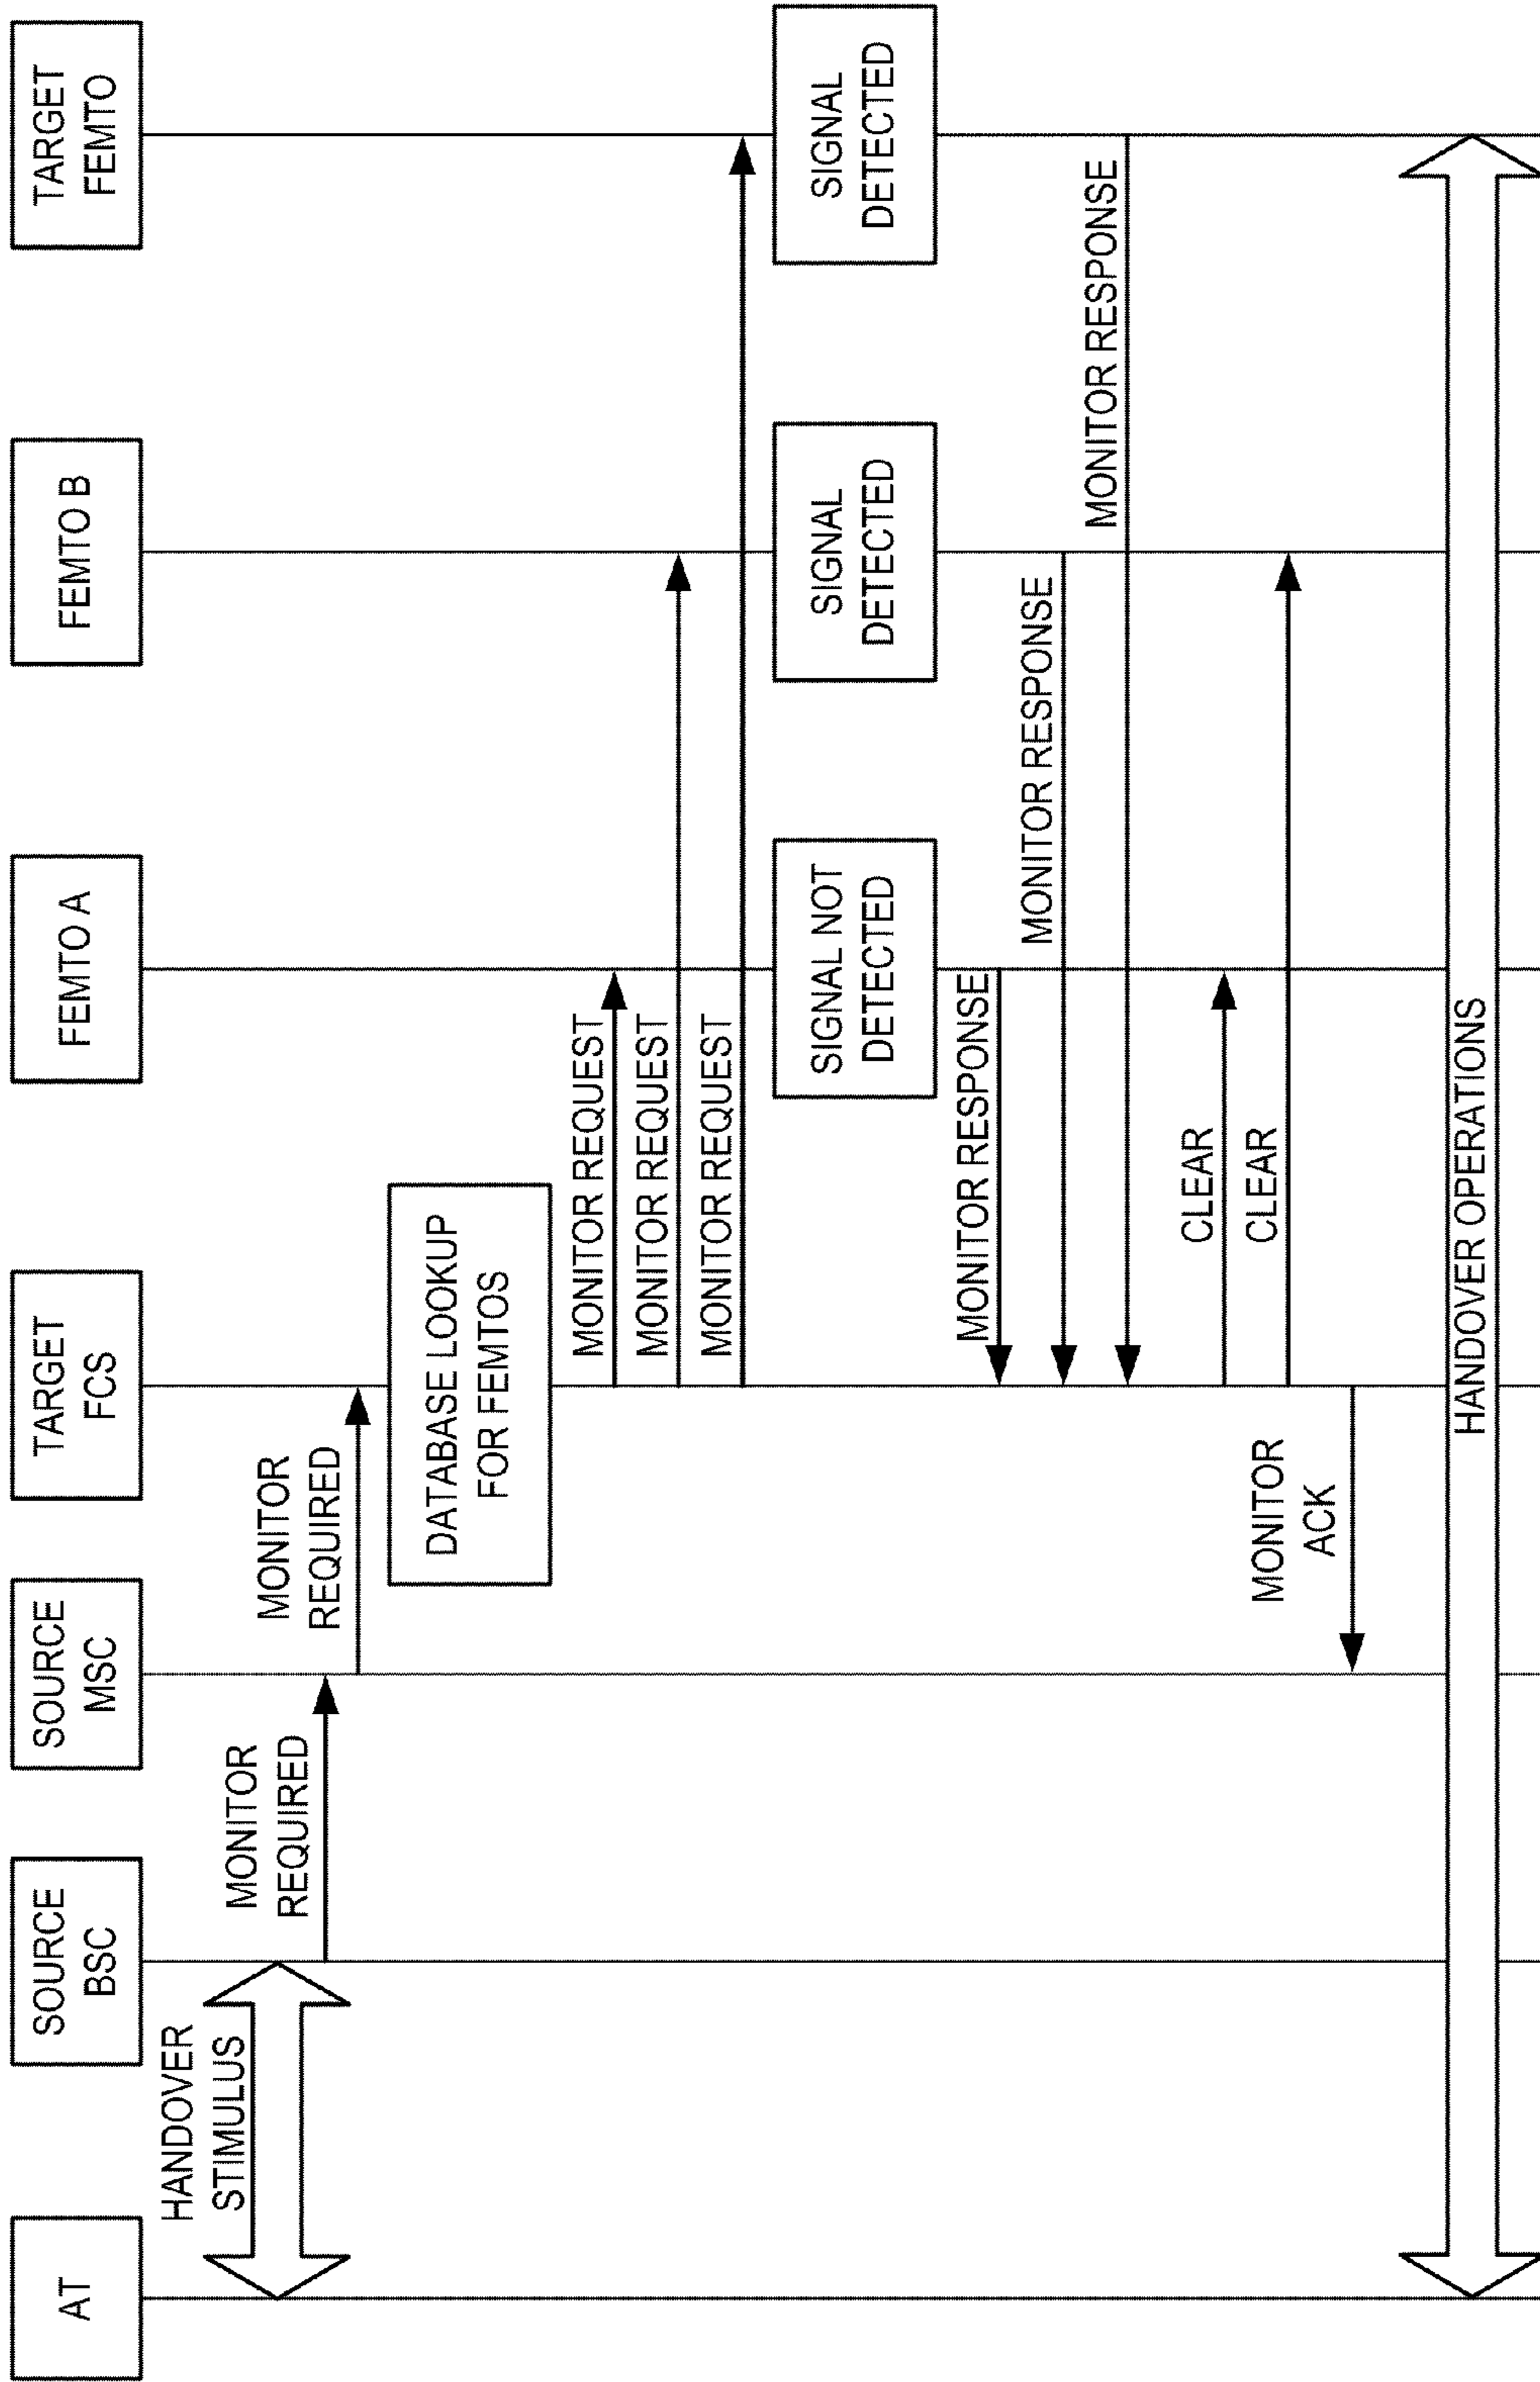 AT
SOURCE
BSC
SOURCE
MSC
TARGET
FCS
FEMTO A
FEMTO B
TARGET
FEMTO
HANDOVER
STIMULUS
MONITOR
REQUIRED
MONITOR
REQUIRED
DATABASE LOOKUP
FOR FEMTOS
MONITOR REQUEST
MONITOR REQUEST
MONITOR REQUEST
SIGNAL NOT
DETECTED
SIGNAL
DETECTED
SIGNAL
DETECTED
MONITOR RESPONSE
MONITOR RESPONSE
MONITOR RESPONSE
CLEAR
CLEAR
MONITOR
ACK
HANDOVER OPERATIONS